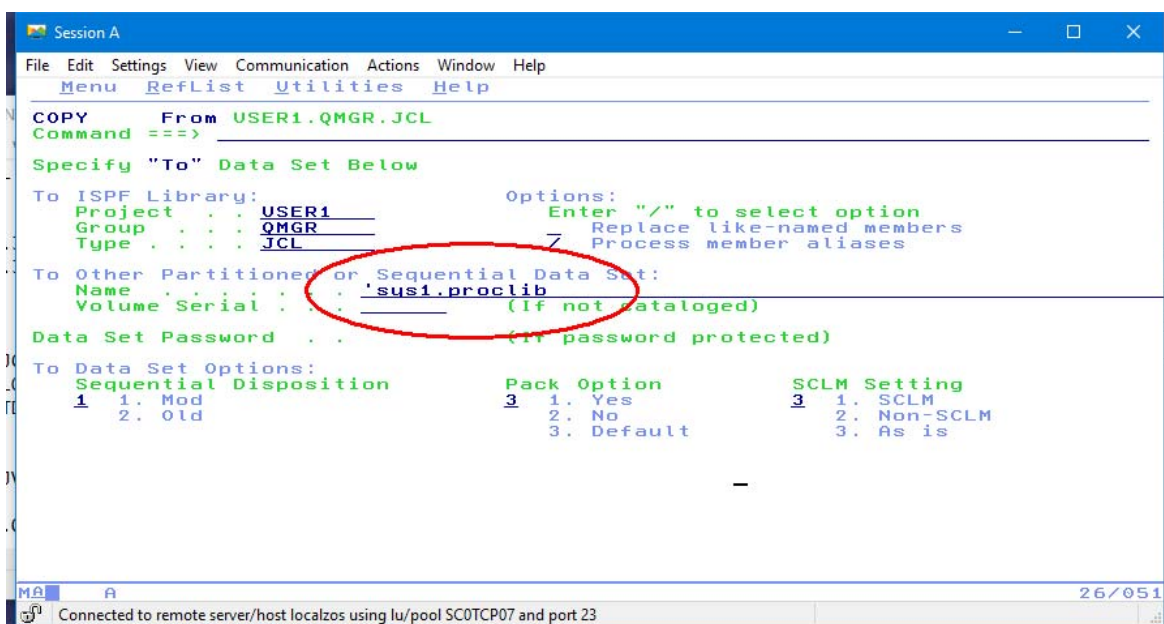 Session A
File Edit Settings View Communication Actions Window Help
Menu RefList Utilities Help
COPY From USER1.QMGR.JCL
Command ===>
Specify "To" Data Set Below
To ISPF Library: Options:
Project . . USER1 Enter "/" to select option
Group . . . QMGR _ Replace like-named members
Type . . . . JCL / Process member aliases
To Other Partitioned or Sequential Data Set:
Name . . . . . . . 'sys1.proclib
Volume Serial . . . (If not cataloged)
Data Set Password . . (If password protected)
To Data Set Options:
Sequential Disposition Pack Option SCLM Setting
1 1. Mod 3 1. Yes 3 1. SCLM
2. Old 2. No 2. Non-SCLM
3. Default 3. As is
MA A 26/051
Connected to remote server/host localzos using lu/pool SC0TCP07 and port 23